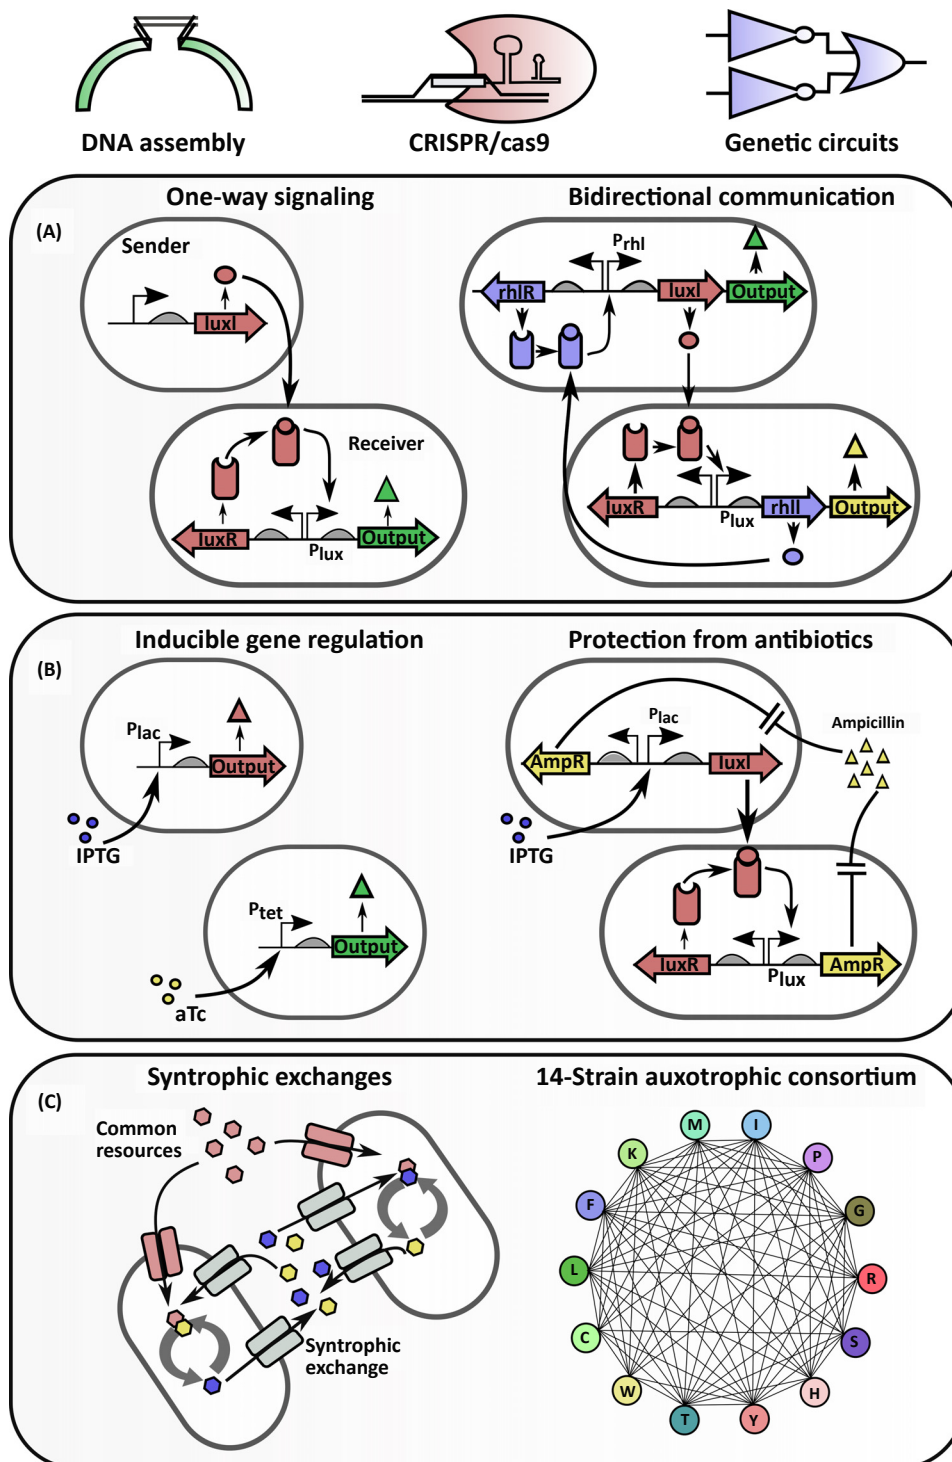 DNA assembly
CRISPR/cas9
Genetic circuits
(A)
One-way signaling
Sender
luxI
Receiver
luxR
Plux
Output
Bidirectional communication
Prhl
rhlR
luxI
Output
luxR
Plux
rhlI
Output
(B)
Inducible gene regulation
Plac
Output
IPTG
Ptet
Output
aTc
Protection from antibiotics
Plac
Ampicillin
AmpR
luxI
IPTG
luxR
Plux
AmpR
(C)
Syntrophic exchanges
Common
resources
Syntrophic
exchange
14-Strain auxotrophic consortium
M
I
K
P
F
G
L
R
C
S
W
H
T
Y